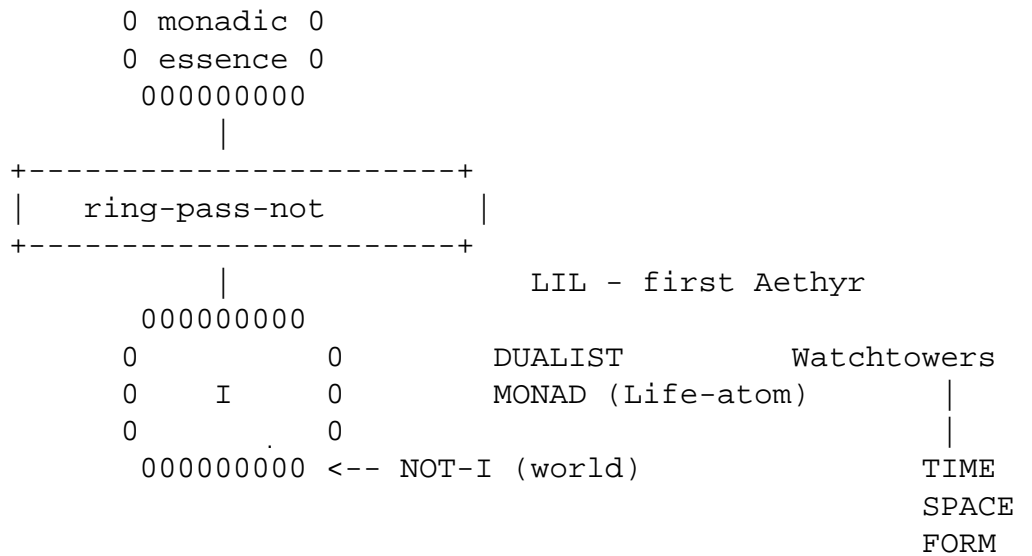 0 monadic 0
0 essence 0
000000000
|
+------------------------+
| ring-pass-not |
+------------------------+
| LIL - first Aethyr
000000000
0 0 DUALIST Watchtowers
0 I 0 MONAD (Life-atom) |
0 . 0 |
000000000 <-- NOT-I (world) TIME
SPACE
FORM